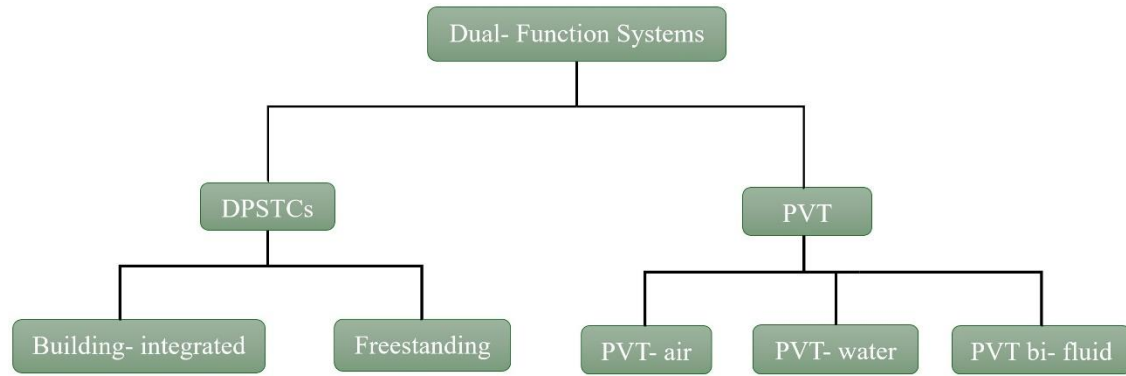 Dual- Function Systems
DPSTCs
PVT
Building- integrated
Freestanding
PVT- air
PVT- water
PVT bi- fluid